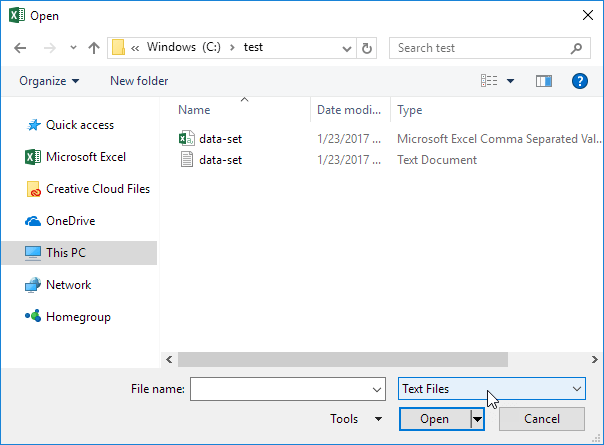 Open
« Windows (C:) › test
Search test
Organize
New folder
Name
Date modi...
Type
Quick access
Microsoft Excel
Creative Cloud Files
OneDrive
This PC
Network
Homegroup
data-set 1/23/2017 ... Microsoft Excel Comma Separated Val...
data-set 1/23/2017 ... Text Document
File name:
Text Files
Tools
Open
Cancel